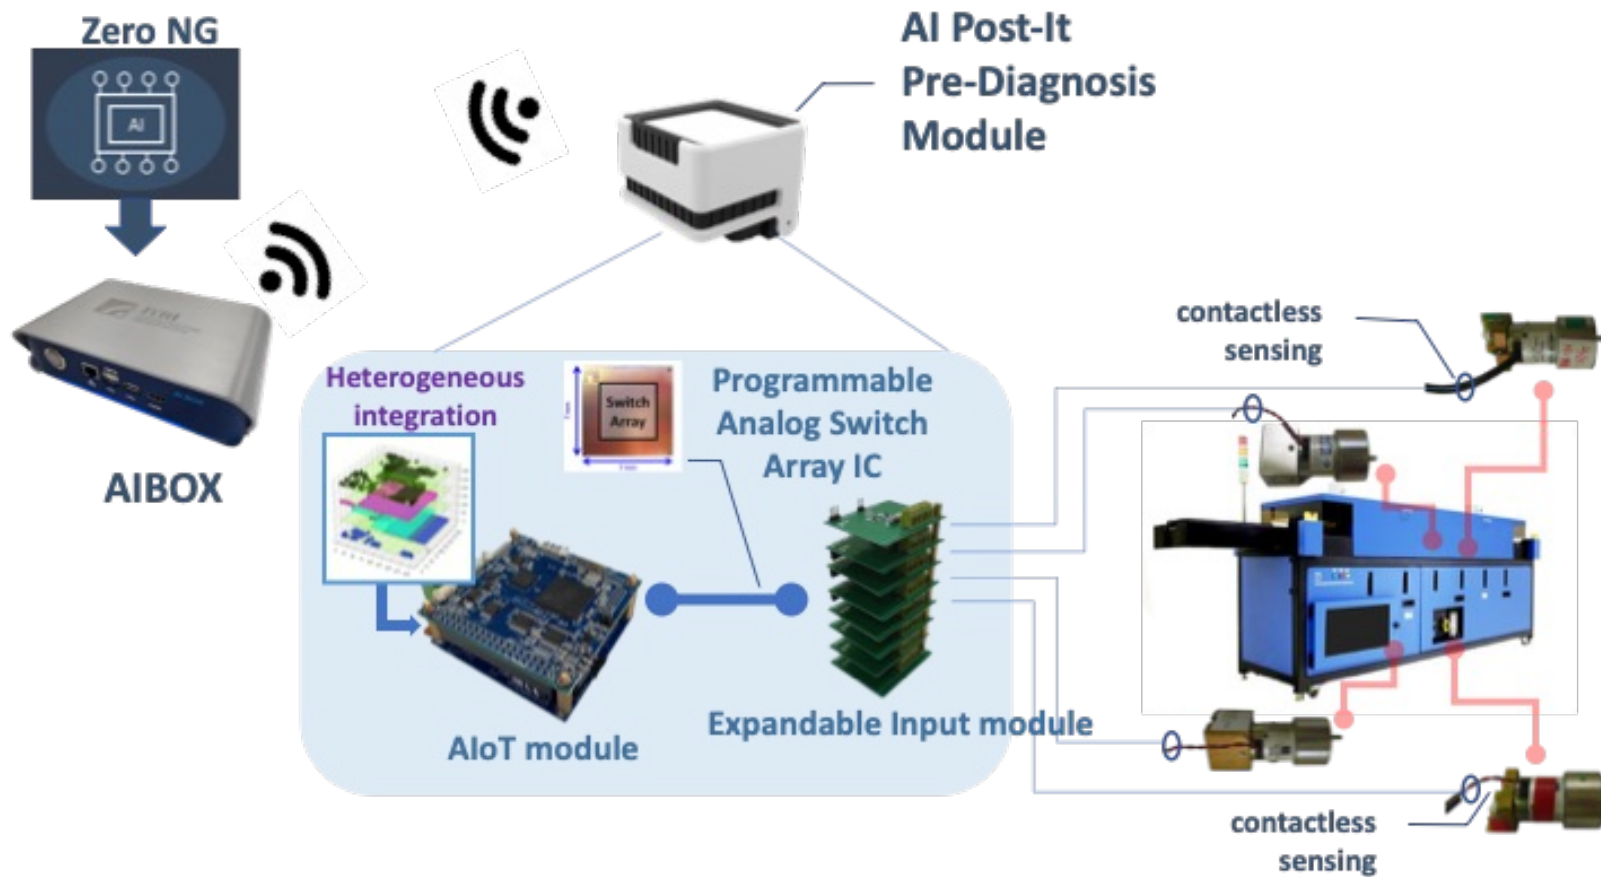 Zero NG
AI
AIBOX
AI Post-It
Pre-Diagnosis
Module
Heterogeneous
integration
Switch
Array
Programmable
Analog Switch
Array IC
AIoT module
Expandable Input module
contactless
sensing
contactless
sensing